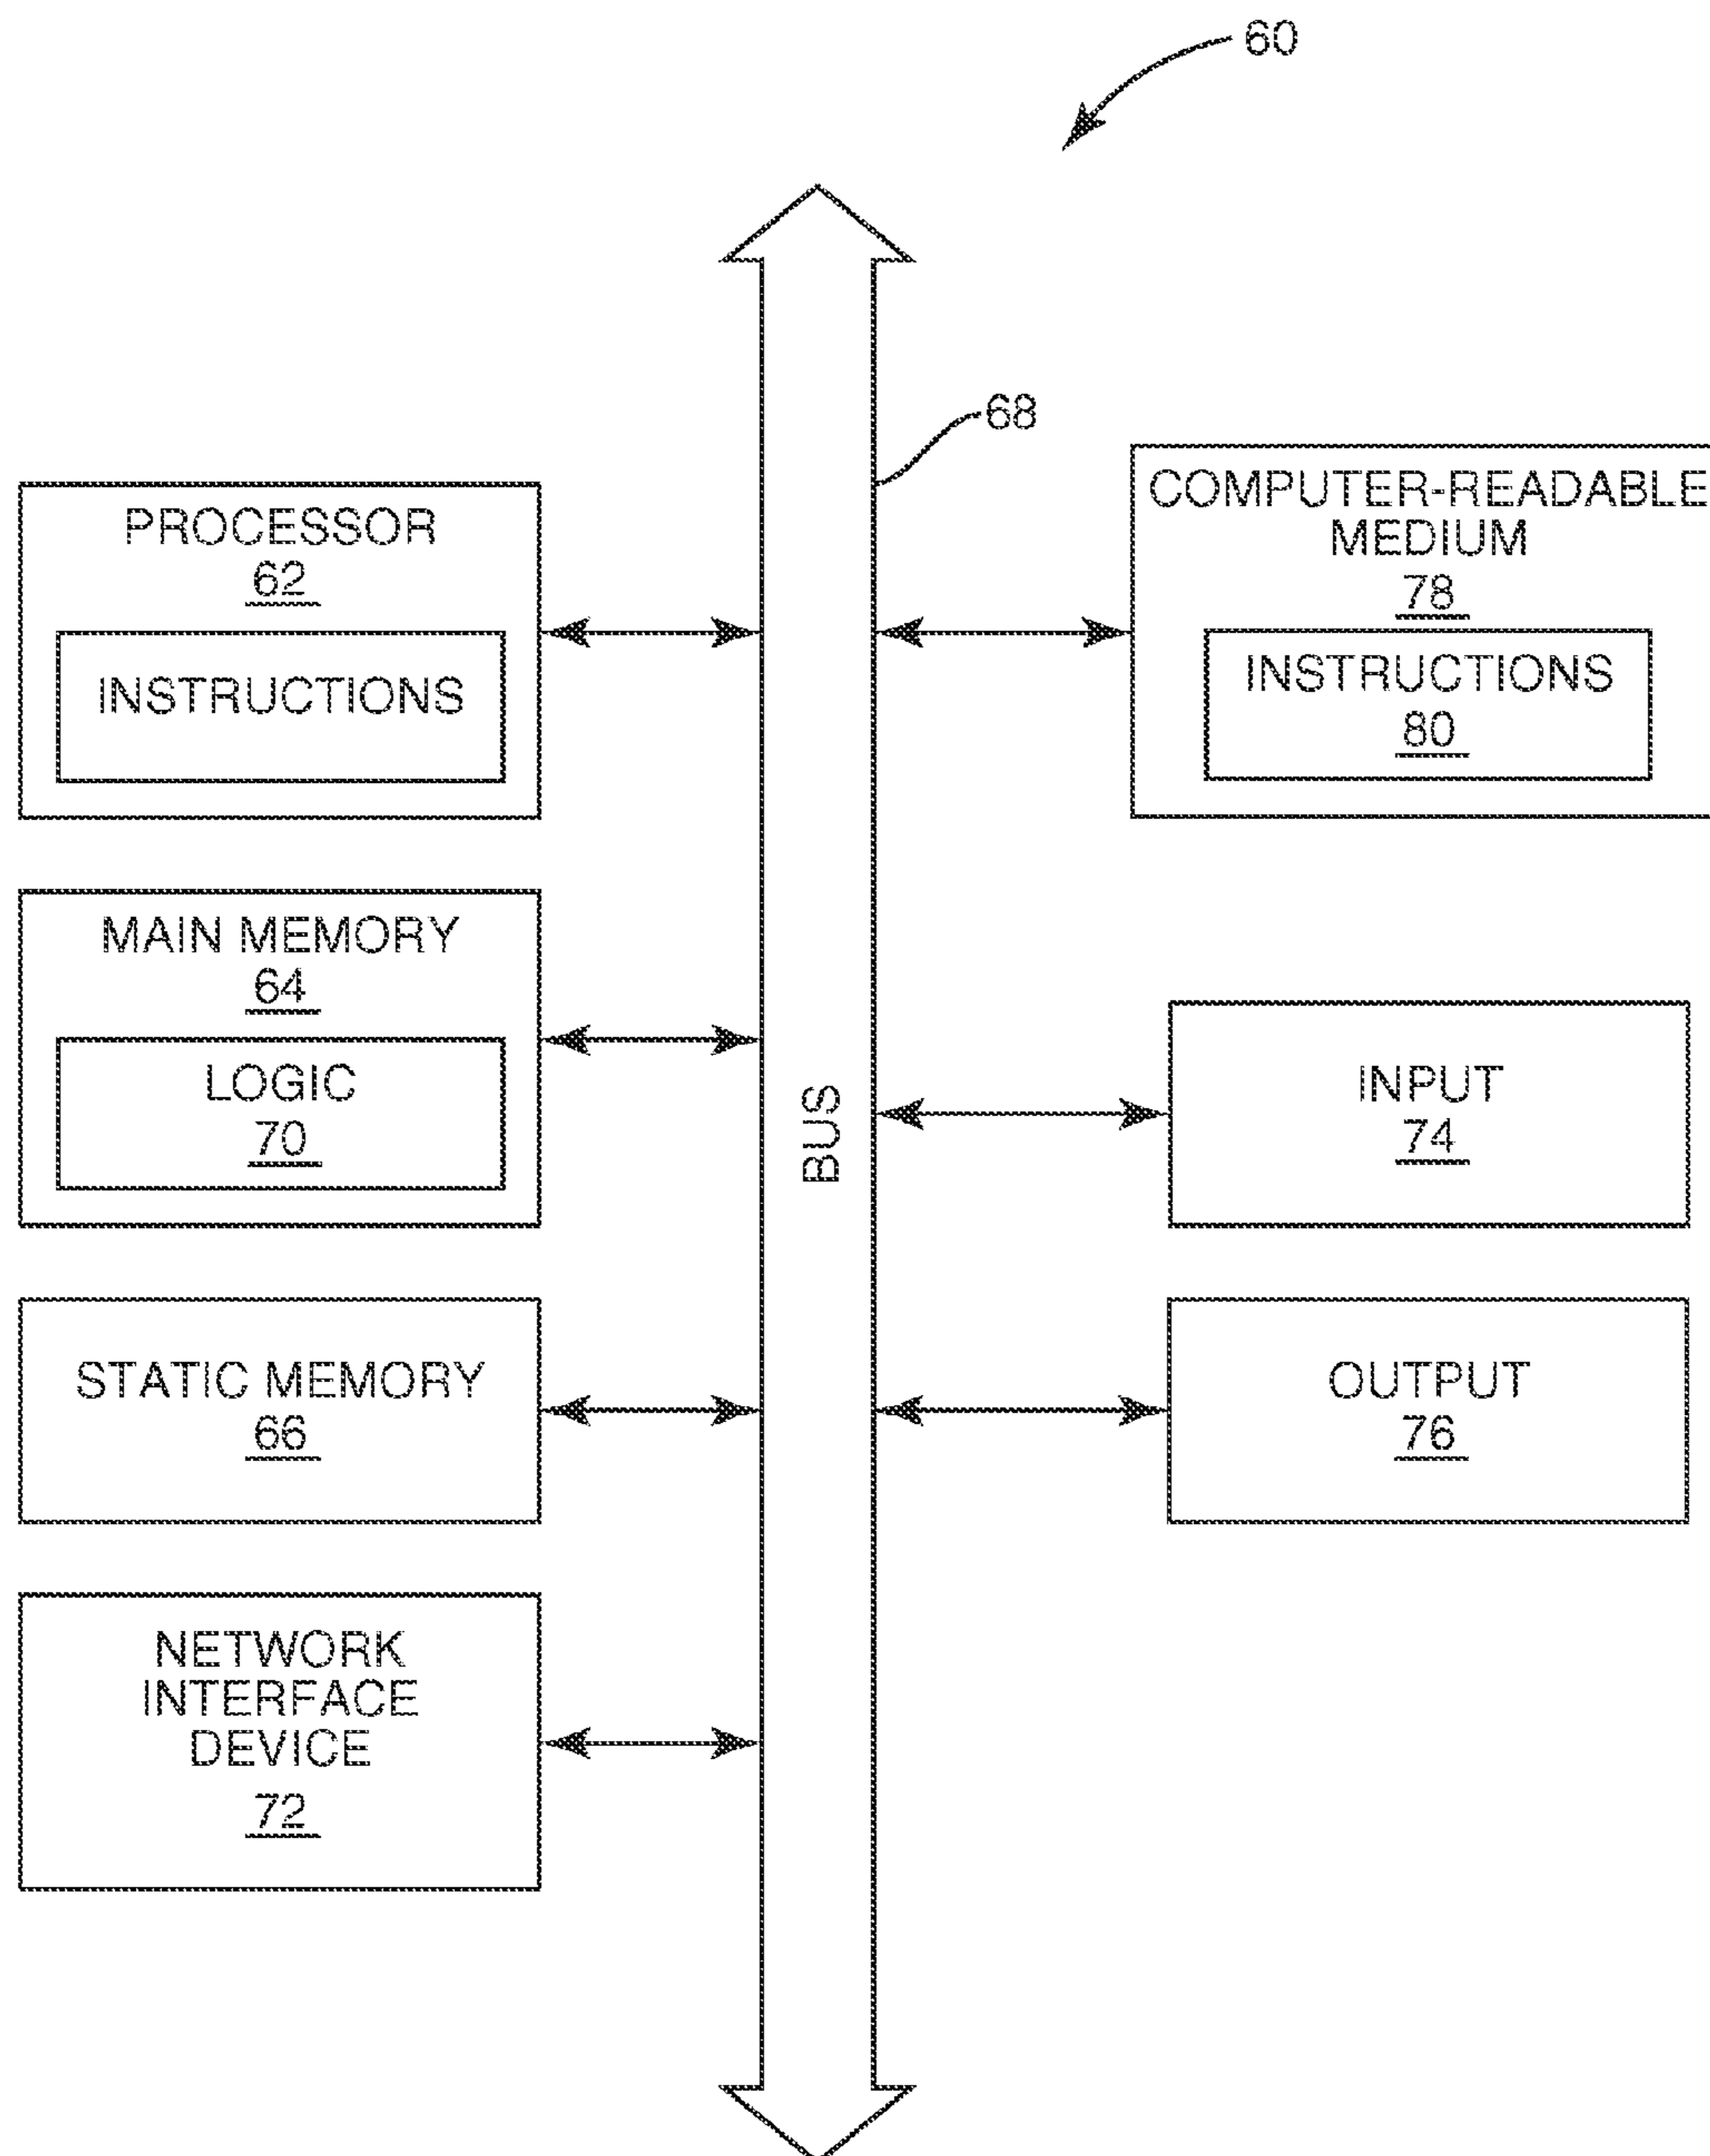 60
68
PROCESSOR
62
INSTRUCTIONS
COMPUTER-READABLE
MEDIUM
78
INSTRUCTIONS
80
MAIN MEMORY
64
LOGIC
70
BUS
INPUT
74
STATIC MEMORY
66
OUTPUT
76
NETWORK
INTERFACE
DEVICE
72